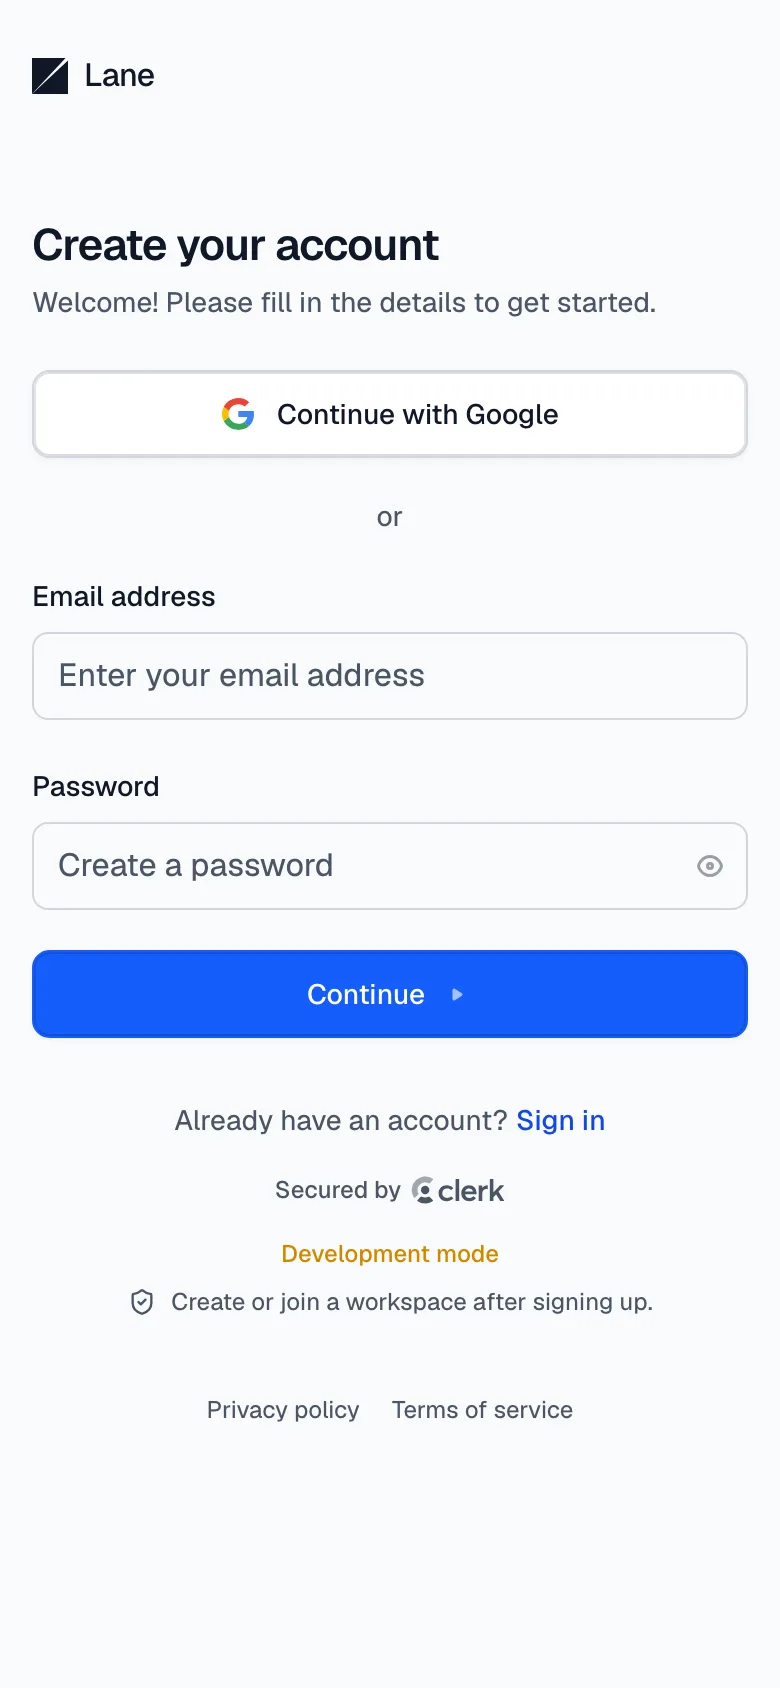 Lane
Create your account
Welcome! Please fill in the details to get started.
Continue with Google
or
Email address
Enter your email address
Password
Create a password
Continue
Already have an account? Sign in
Secured by clerk
Development mode
Create or join a workspace after signing up.
Privacy policy Terms of service